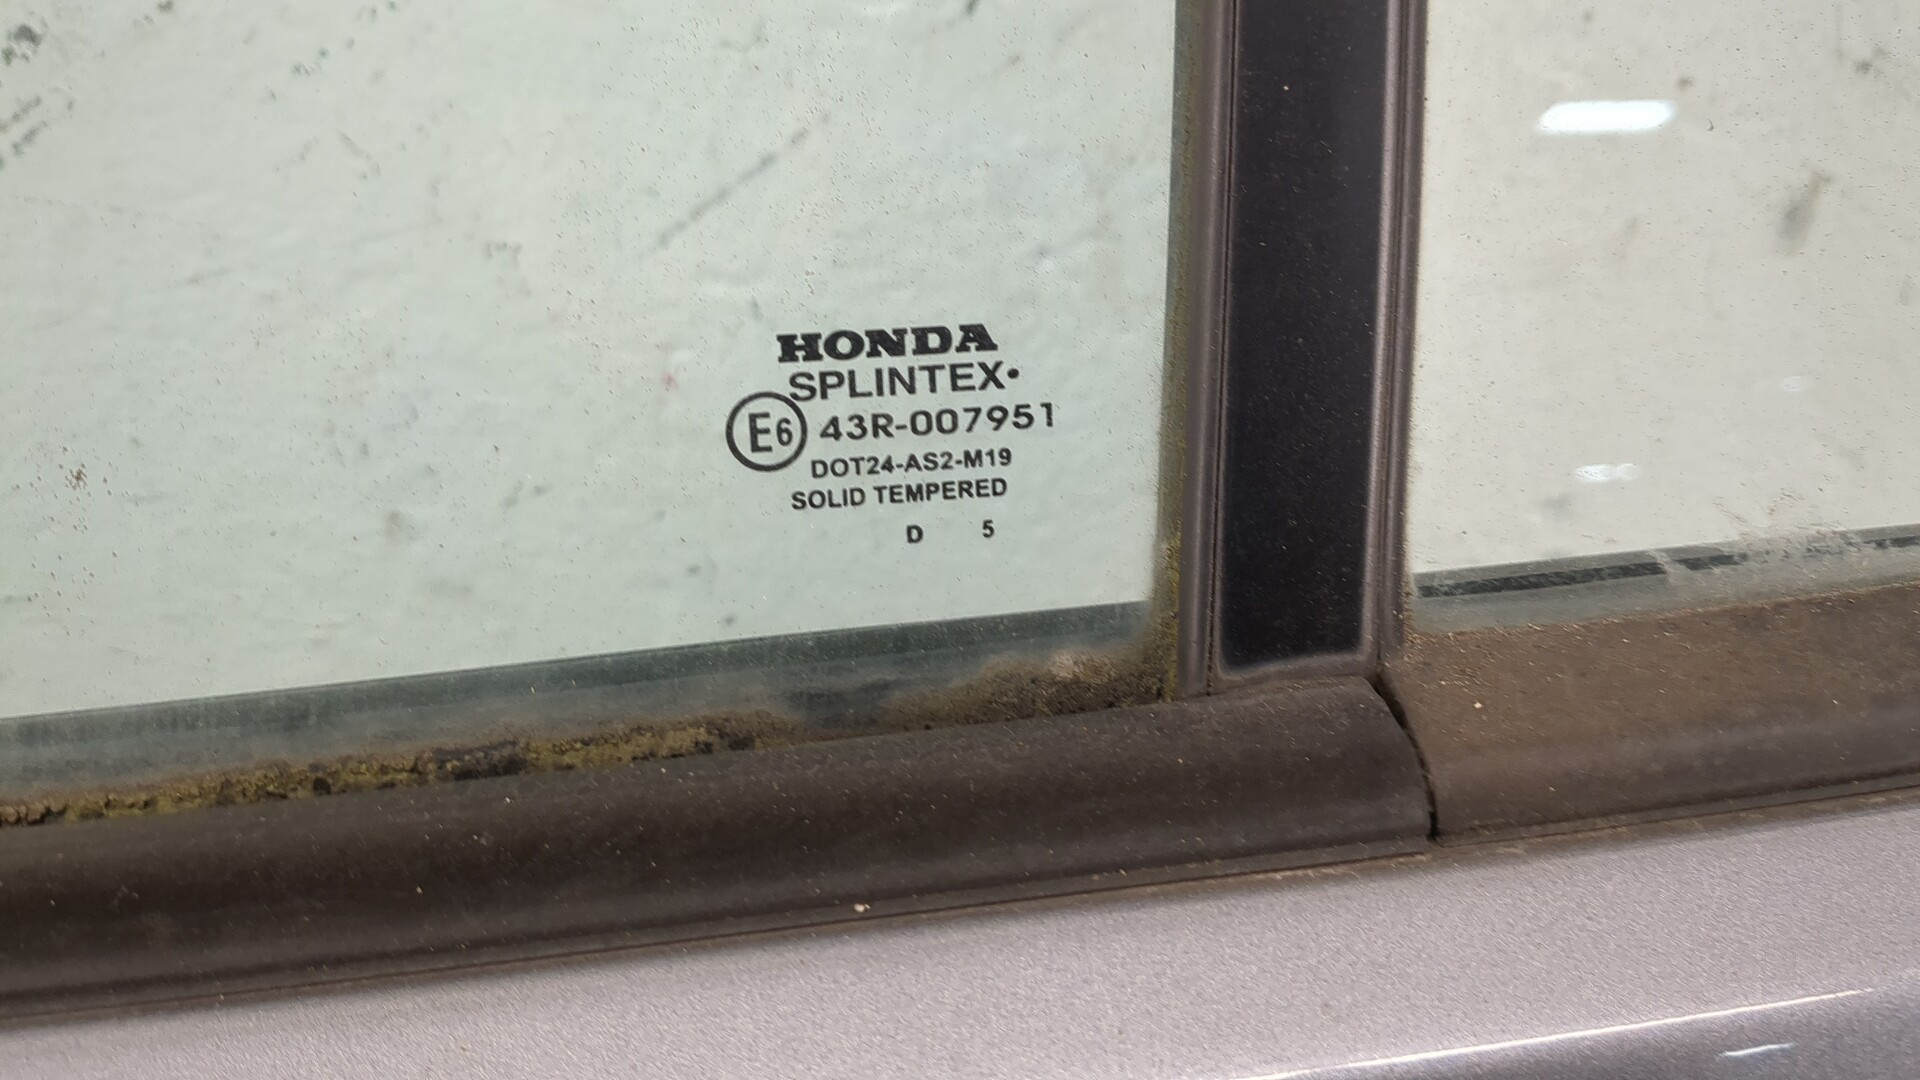 HONDA
SPLINTEX•
E6 43R-007951
DOT24-AS2-M19
SOLID TEMPERED
D 5